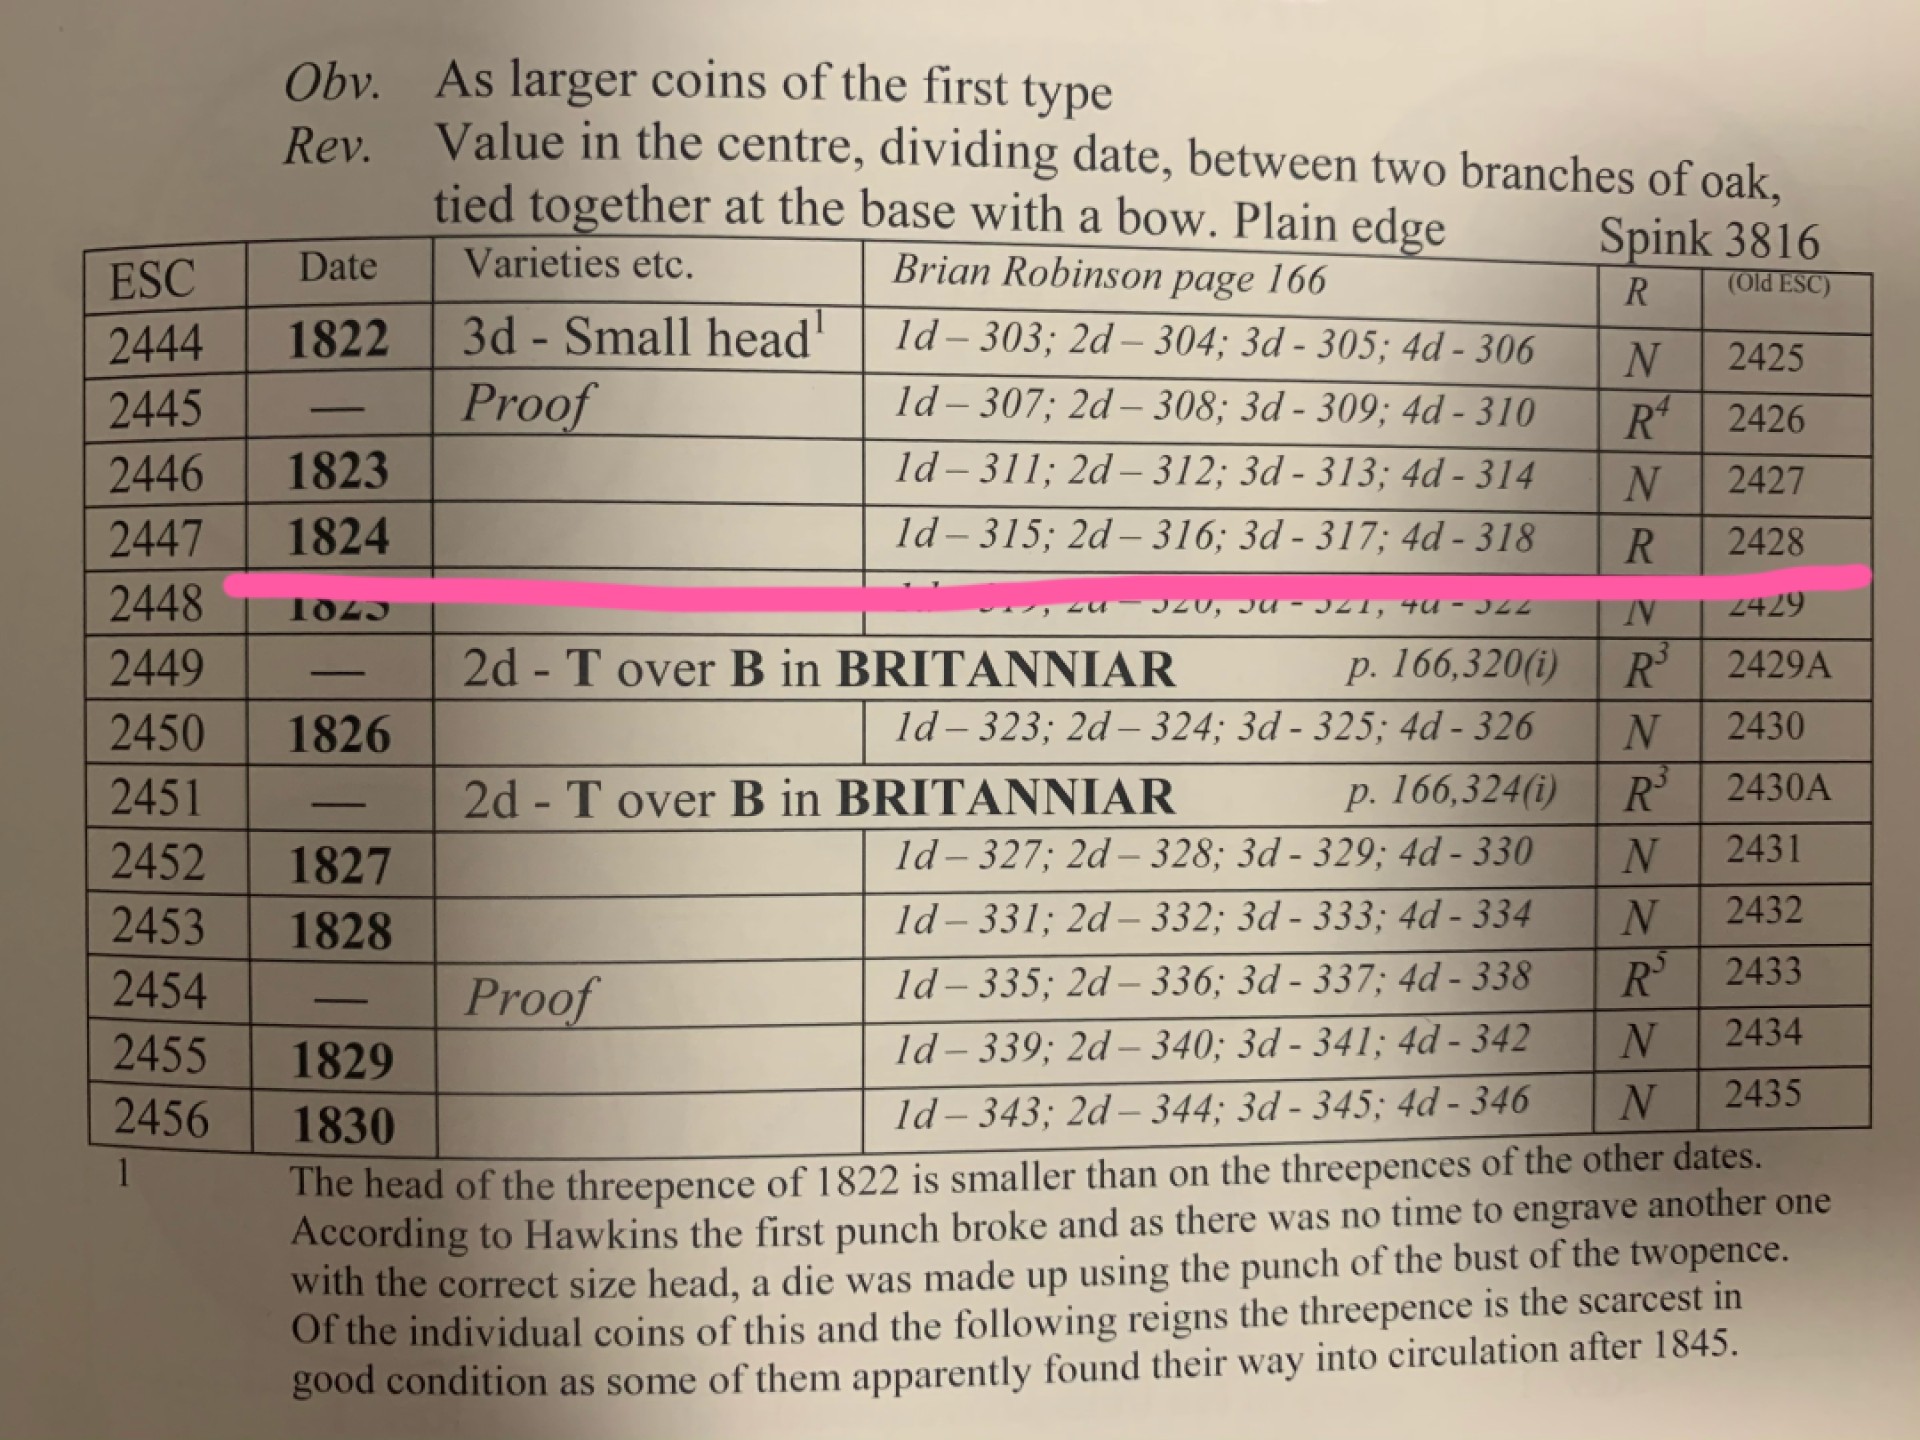 Obv. As larger coins of the first type
Rev. Value in the centre, dividing date, between two branches of oak,
tied together at the base with a bow. Plain edge Spink 3816
ESC Date Varieties etc. Brian Robinson page 166 R (Old ESC)
2444 1822 3d - Small head¹ 1d – 303; 2d – 304; 3d - 305; 4d - 306 N 2425
2445 — Proof 1d – 307; 2d – 308; 3d - 309; 4d - 310 R⁴ 2426
2446 1823 1d – 311; 2d – 312; 3d - 313; 4d - 314 N 2427
2447 1824 1d – 315; 2d – 316; 3d - 317; 4d - 318 R 2428
2448 1825 2d – 320; 3d - 321; 4d - 322 N 2429
2449 — 2d - T over B in BRITANNIAR p. 166,320(i) R³ 2429A
2450 1826 1d – 323; 2d – 324; 3d - 325; 4d - 326 N 2430
2451 — 2d - T over B in BRITANNIAR p. 166,324(i) R³ 2430A
2452 1827 1d – 327; 2d – 328; 3d - 329; 4d - 330 N 2431
2453 1828 1d – 331; 2d – 332; 3d - 333; 4d - 334 N 2432
2454 — Proof 1d – 335; 2d – 336; 3d - 337; 4d - 338 R⁵ 2433
2455 1829 1d – 339; 2d – 340; 3d - 341; 4d - 342 N 2434
2456 1830 1d – 343; 2d – 344; 3d - 345; 4d - 346 N 2435
1 The head of the threepence of 1822 is smaller than on the threepences of the other dates.
According to Hawkins the first punch broke and as there was no time to engrave another one
with the correct size head, a die was made up using the punch of the bust of the twopence.
Of the individual coins of this and the following reigns the threepence is the scarcest in
good condition as some of them apparently found their way into circulation after 1845.